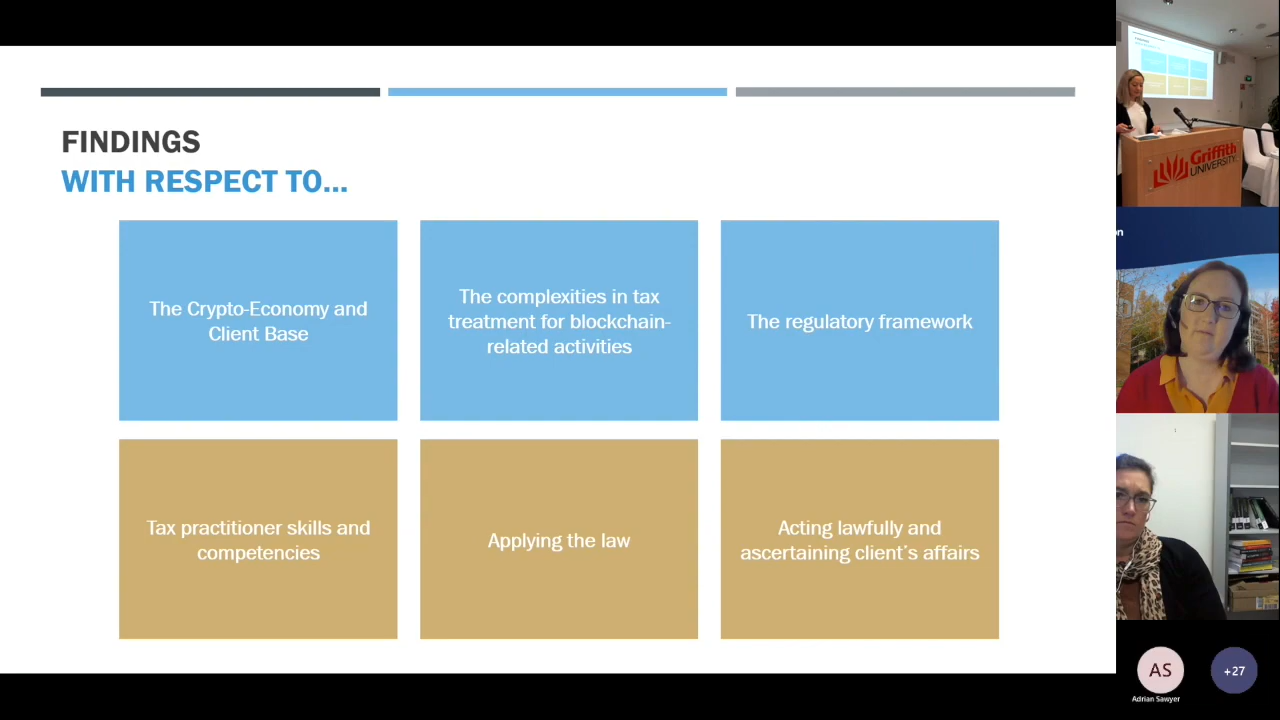 FINDINGS
WITH RESPECT TO...
The Crypto-Economy and
Client Base
The complexities in tax
treatment for blockchain-
related activities
The regulatory framework
Tax practitioner skills and
competencies
Applying the law
Acting lawfully and
ascertaining client's affairs
Griffith
UNIVERSITY
on
AS
Adrian Sawyer
+27